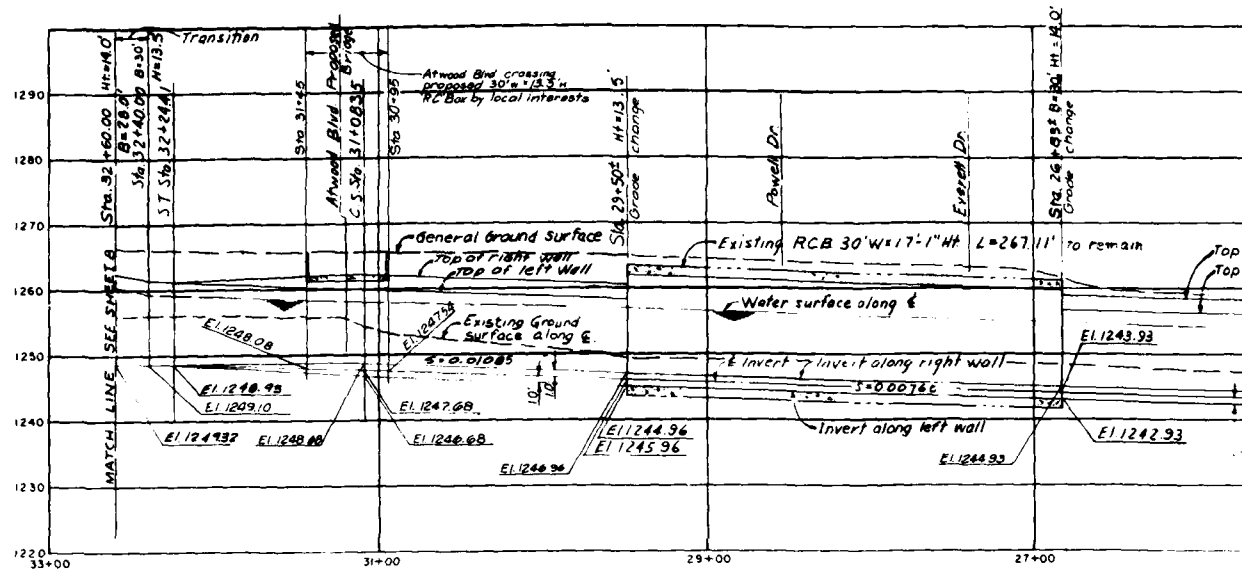 Transition
Sta. 32+60.00 Ht.=14.0'
B=28.0'
Sta. 32+40.00 B=30'
S.T. Sta. 32+24.41 H=13.5'
Sta 31+45
Atwood Blvd Proposed
Bridge
C.S. Sta. 31+08.35
Sta 30+95
Atwood Blvd crossing
proposed 30'W × 13.5'H
RC Box by local interests
Sta. 29+50± Ht=13.5'
Grade change
Powell Dr.
Everett Dr.
Sta. 26+83± B=30' Ht=14.0'
Grade change
1290
1280
1270
1260
1250
1240
1230
1220
General Ground Surface
Top of right Wall
Top of left Wall
Existing RCB 30'W × 17'-1" Ht. L=267.11' to remain
Top
Top
Water surface along ₵
Existing Ground
surface along ₵
S=0.01085
El. 1248.08
El. 1247.54
El. 1243.93
₵ Invert
Invert along right wall
S=0.0076
1.0'
1.0'
El. 1248.93
El. 1249.10
El. 1249.32
El. 1248.68
El. 1247.68
El. 1246.68
El. 1244.96
El. 1245.96
El. 1246.96
Invert along left wall
El. 1242.93
El. 1244.93
MATCH LINE SEE SHEET 8
33+00
31+00
29+00
27+00